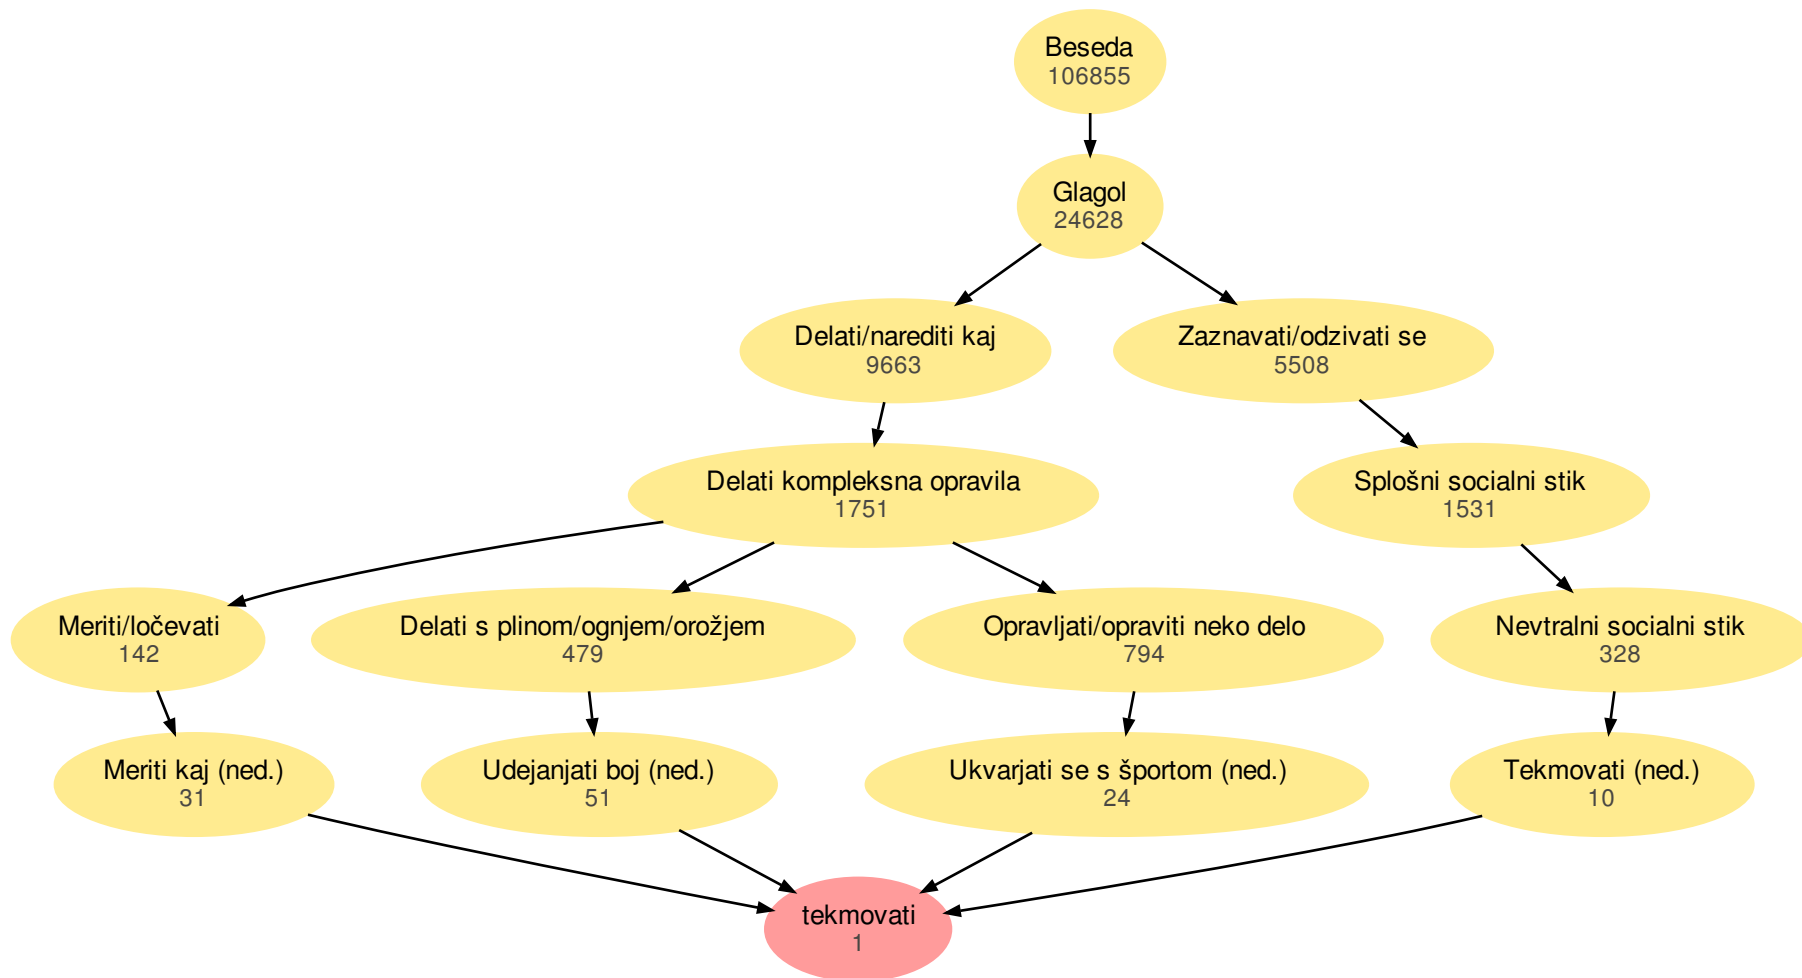 Beseda
106855
Glagol
24628
Delati/narediti kaj
9663
Zaznavati/odzivati se
5508
Delati kompleksna opravila
1751
Splošni socialni stik
1531
Meriti/ločevati
142
Delati s plinom/ognjem/orožjem
479
Opravljati/opraviti neko delo
794
Nevtralni socialni stik
328
Meriti kaj (ned.)
31
Udejanjati boj (ned.)
51
Ukvarjati se s športom (ned.)
24
Tekmovati (ned.)
10
tekmovati
1